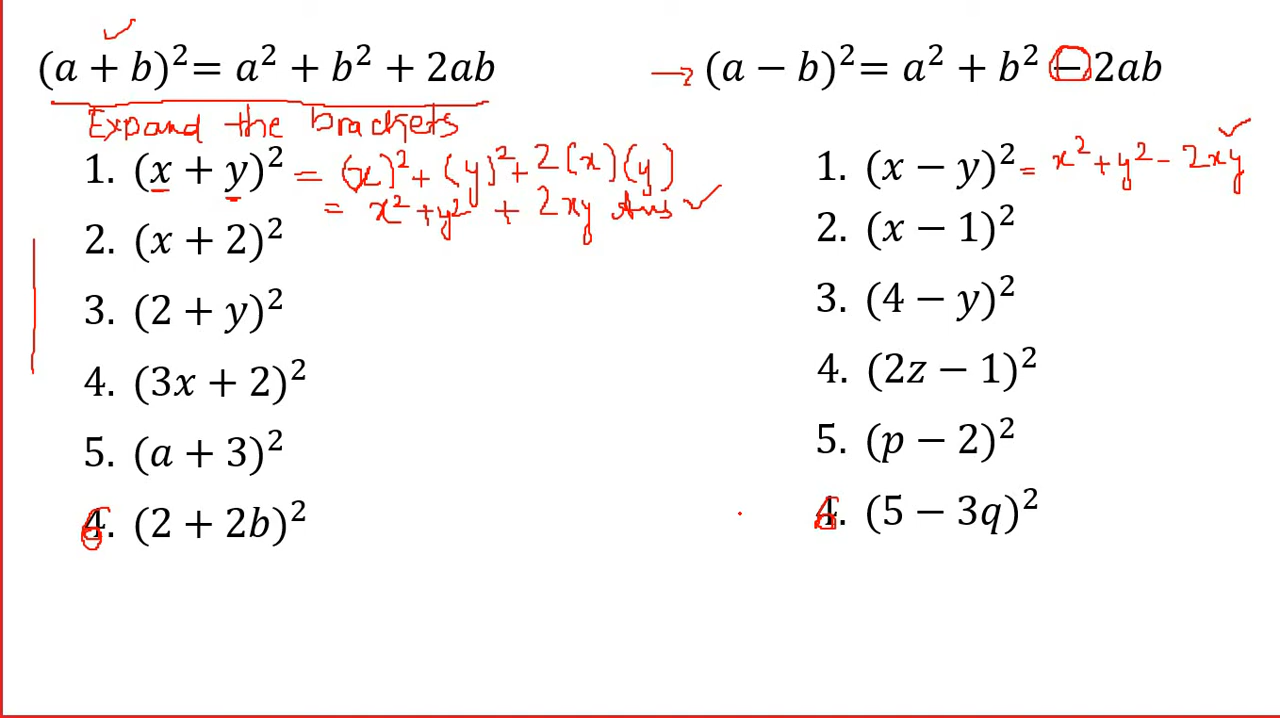 (a + b)² = a² + b² + 2ab
Expand the brackets
1. (x + y)² = (x)² + (y)² + 2(x)(y)
= x² + y² + 2xy Ans
2. (x + 2)²
3. (2 + y)²
4. (3x + 2)²
5. (a + 3)²
6. (2 + 2b)²
→ (a − b)² = a² + b² − 2ab
1. (x − y)² = x² + y² − 2xy
2. (x − 1)²
3. (4 − y)²
4. (2z − 1)²
5. (p − 2)²
6. (5 − 3q)²